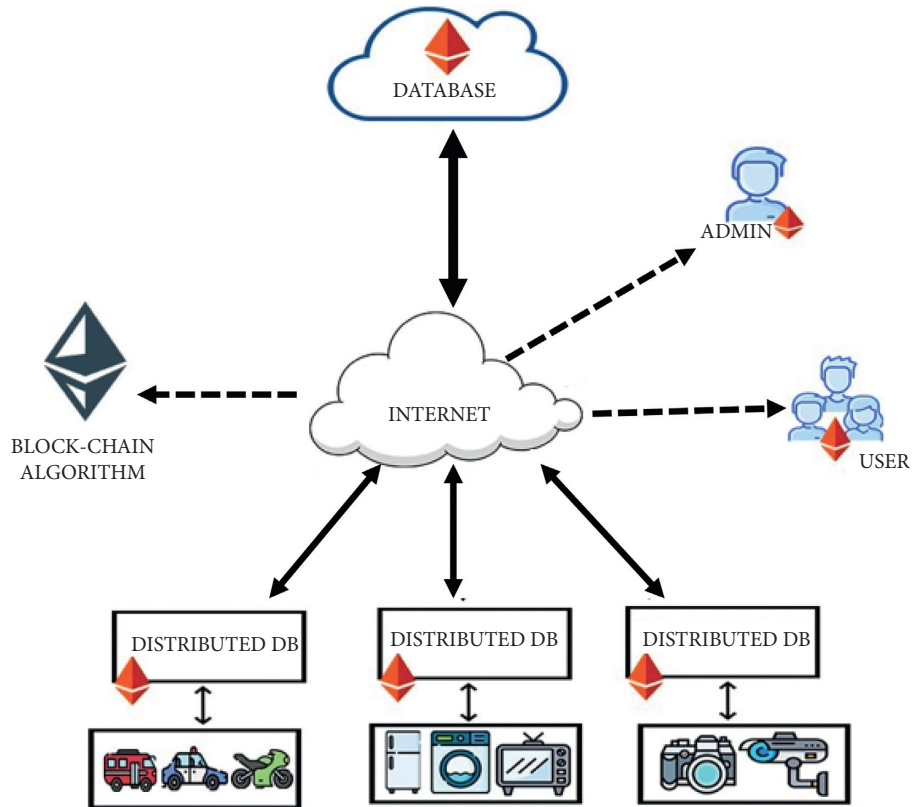 DATABASE
ADMIN
INTERNET
BLOCK-CHAIN
ALGORITHM
USER
DISTRIBUTED DB
DISTRIBUTED DB
DISTRIBUTED DB